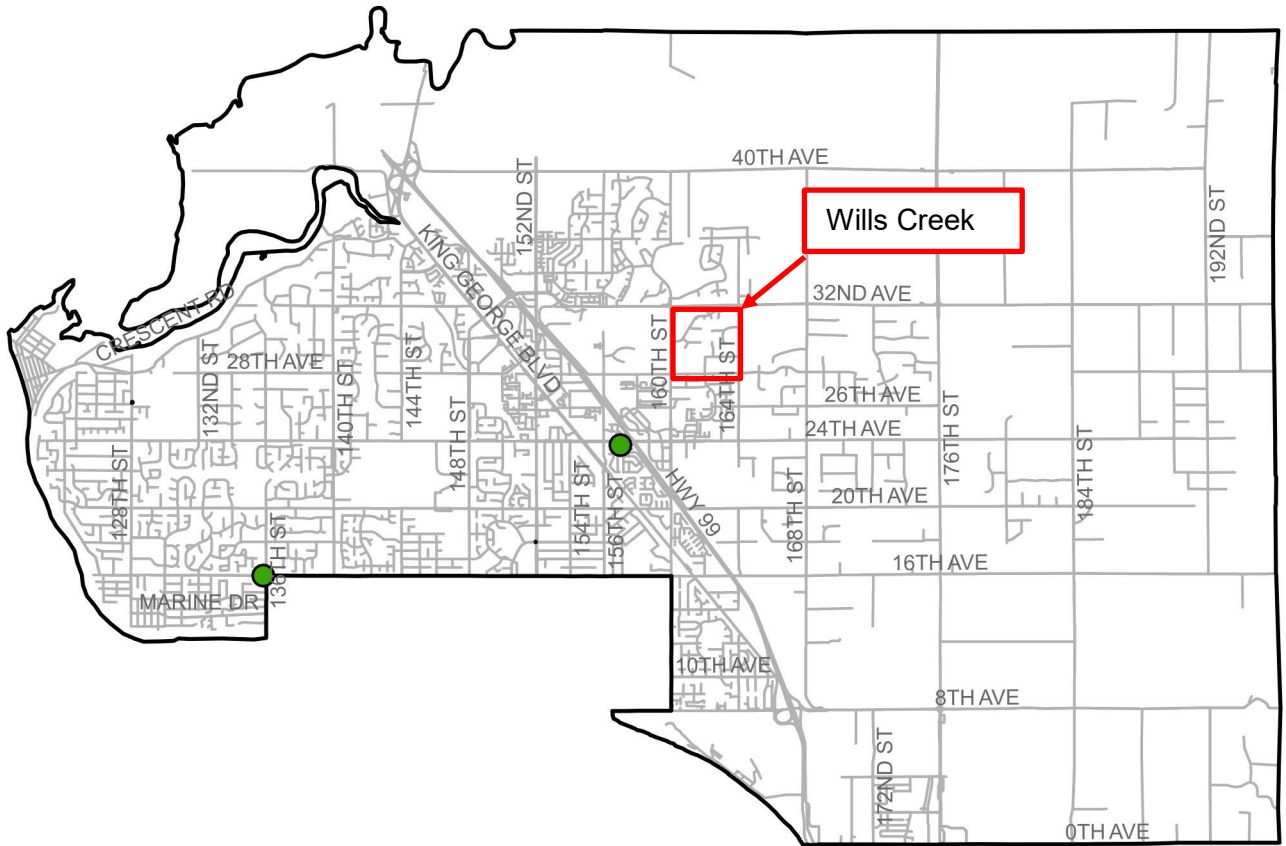 40TH AVE
152ND ST
Wills Creek
192ND ST
KING GEORGE BLVD
CRESCENT RD
32ND AVE
160TH ST
164TH ST
132ND ST
28TH AVE
144TH ST
140TH ST
26TH AVE
24TH AVE
176TH ST
148TH ST
128TH ST
154TH ST
156TH ST
HWY 99
168TH ST
20TH AVE
184TH ST
136TH ST
16TH AVE
MARINE DR
10TH AVE
8TH AVE
172ND ST
0TH AVE